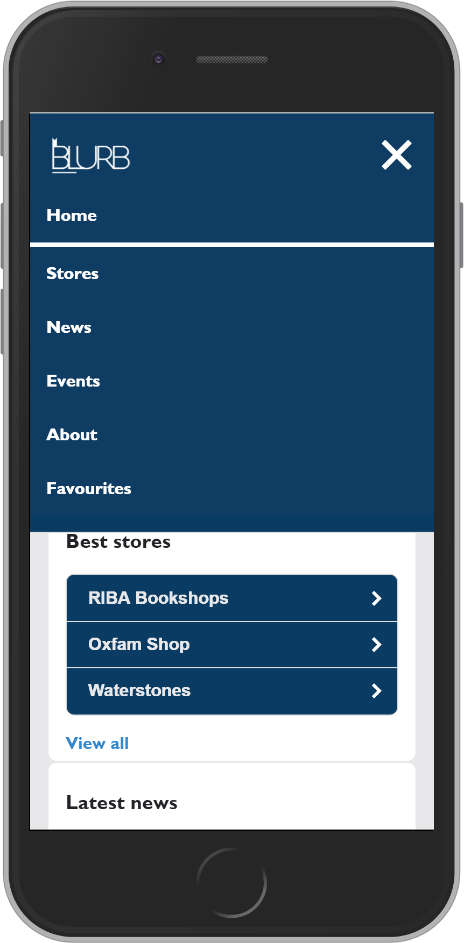 BLURB
Home
Stores
News
Events
About
Favourites
Best stores
RIBA Bookshops
Oxfam Shop
Waterstones
View all
Latest news